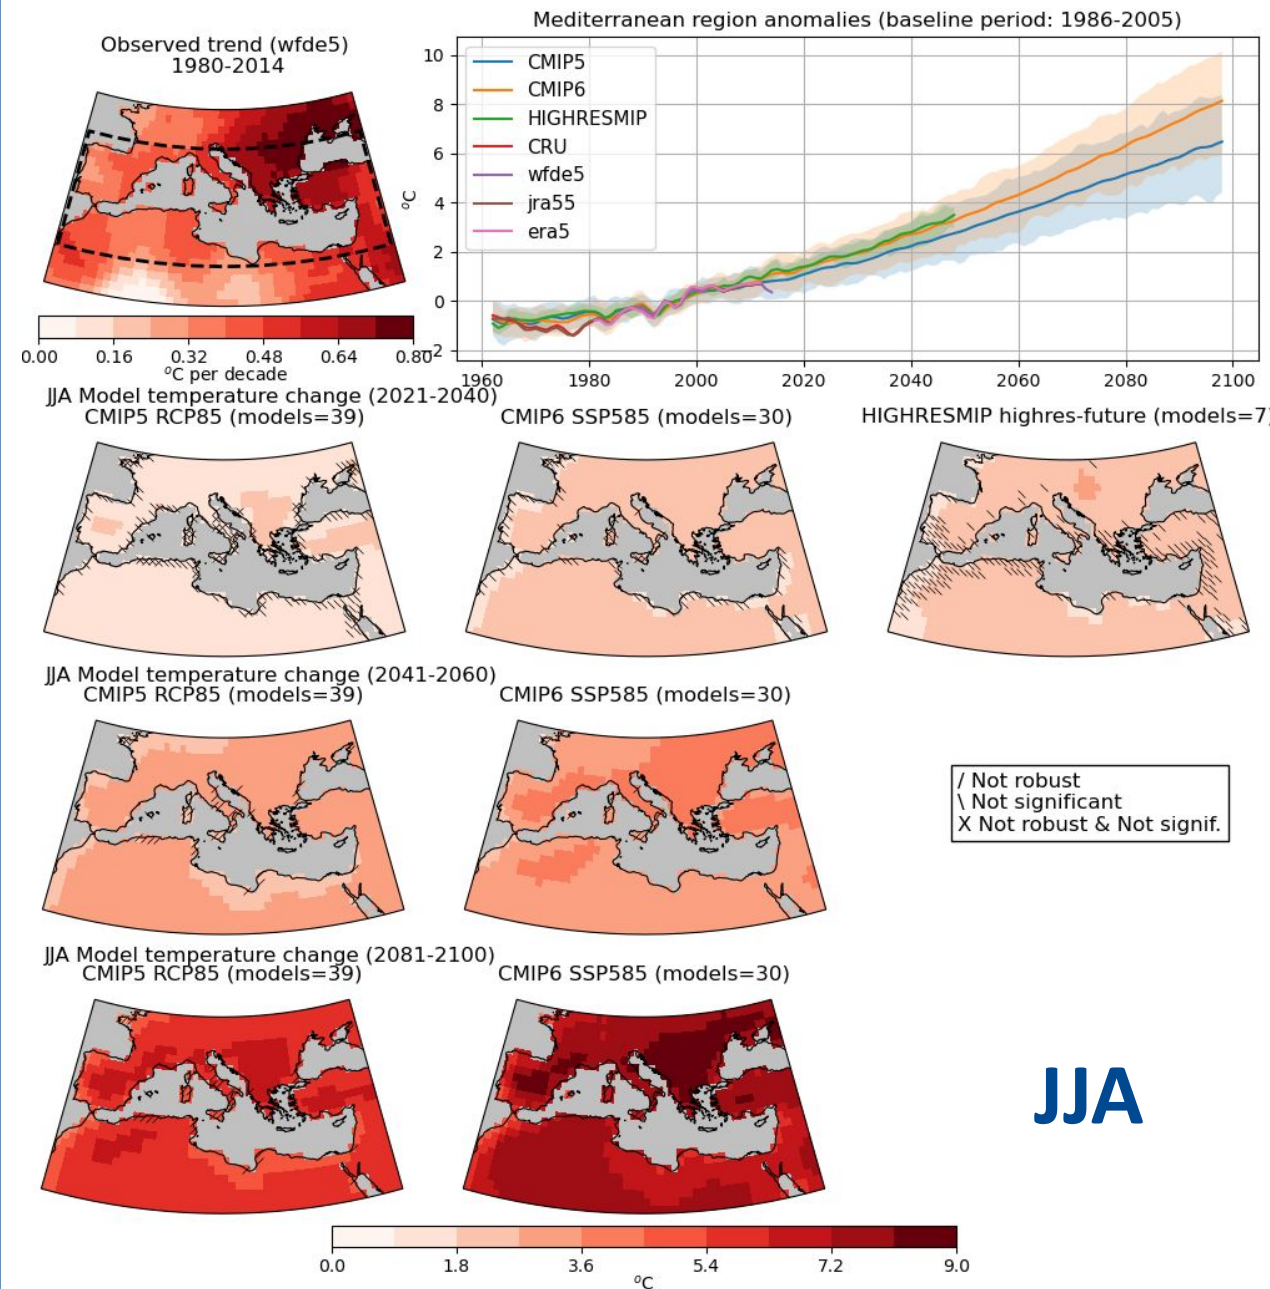 Observed trend (wfde5)
1980-2014
0.00 0.16 0.32 0.48 0.64 0.80
°C per decade
Mediterranean region anomalies (baseline period: 1986-2005)
CMIP5
CMIP6
HIGHRESMIP
CRU
wfde5
jra55
era5
°C
10
8
6
4
2
0
−2
1960 1980 2000 2020 2040 2060 2080 2100
JJA Model temperature change (2021-2040)
CMIP5 RCP85 (models=39)
CMIP6 SSP585 (models=30)
HIGHRESMIP highres-future (models=7)
JJA Model temperature change (2041-2060)
CMIP5 RCP85 (models=39)
CMIP6 SSP585 (models=30)
/ Not robust
\ Not significant
X Not robust & Not signif.
JJA Model temperature change (2081-2100)
CMIP5 RCP85 (models=39)
CMIP6 SSP585 (models=30)
JJA
0.0 1.8 3.6 5.4 7.2 9.0
°C